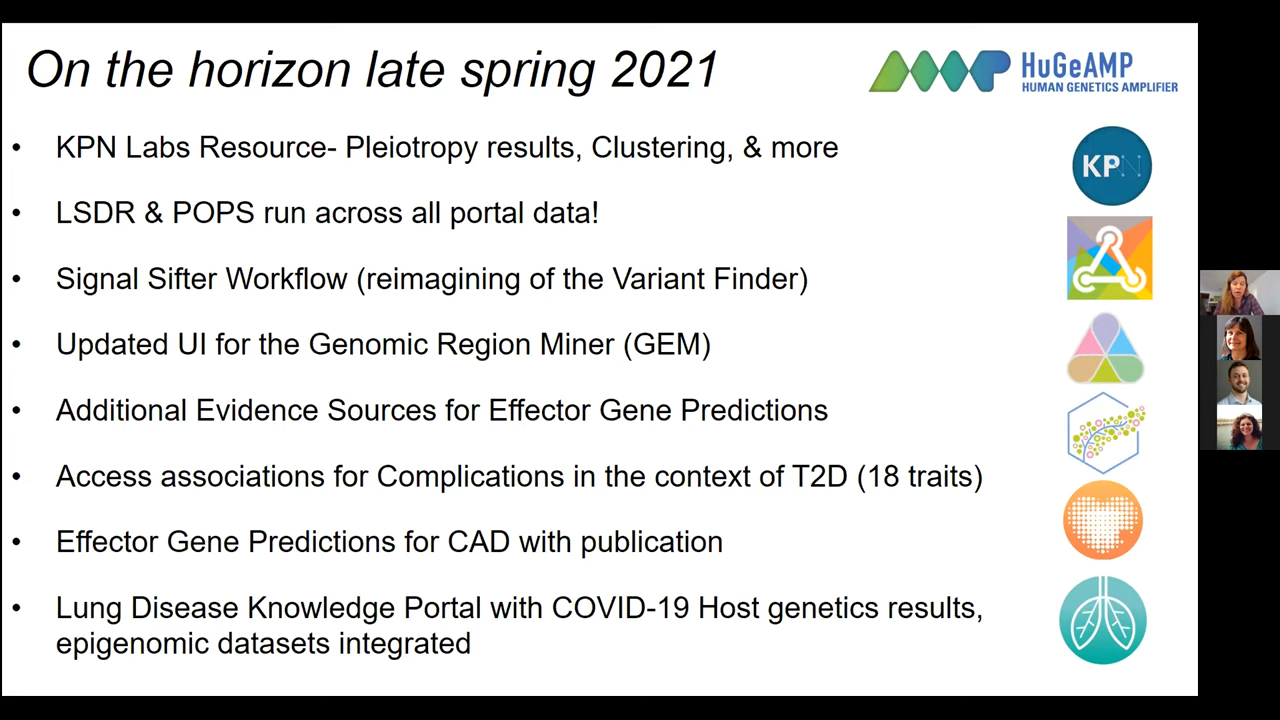 On the horizon late spring 2021
AMP HuGeAMP
HUMAN GENETICS AMPLIFIER
• KPN Labs Resource- Pleiotropy results, Clustering, & more
KPN
• LSDR & POPS run across all portal data!
• Signal Sifter Workflow (reimagining of the Variant Finder)
• Updated UI for the Genomic Region Miner (GEM)
• Additional Evidence Sources for Effector Gene Predictions
• Access associations for Complications in the context of T2D (18 traits)
• Effector Gene Predictions for CAD with publication
• Lung Disease Knowledge Portal with COVID-19 Host genetics results,
epigenomic datasets integrated